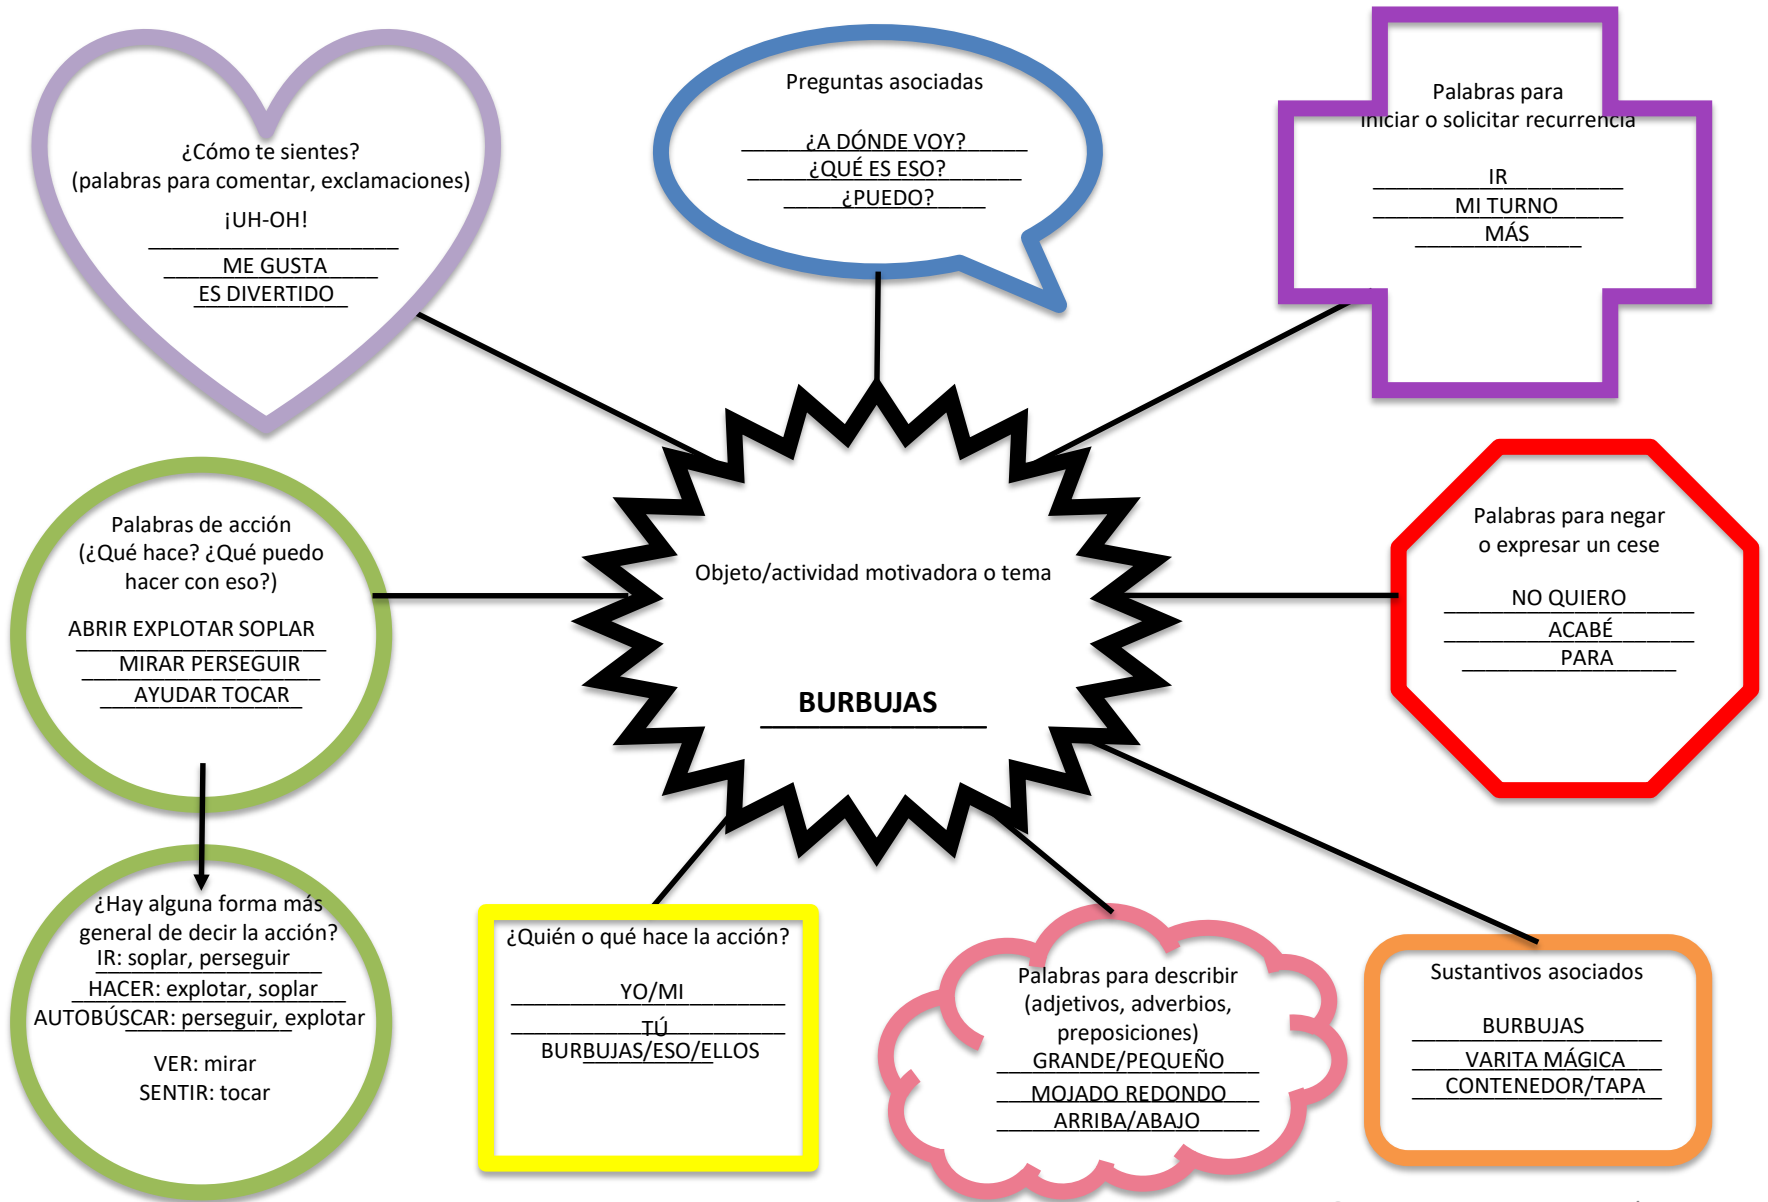 ¿Cómo te sientes?
(palabras para comentar, exclamaciones)
¡UH-OH!
ME GUSTA
ES DIVERTIDO
Preguntas asociadas
¿A DÓNDE VOY?
¿QUÉ ES ESO?
¿PUEDO?
Palabras para
iniciar o solicitar recurrencia
IR
MI TURNO
MÁS
Palabras de acción
(¿Qué hace? ¿Qué puedo
hacer con eso?)
ABRIR EXPLOTAR SOPLAR
MIRAR PERSEGUIR
AYUDAR TOCAR
Objeto/actividad motivadora o tema
BURBUJAS
Palabras para negar
o expresar un cese
NO QUIERO
ACABÉ
PARA
¿Hay alguna forma más
general de decir la acción?
IR: soplar, perseguir
HACER: explotar, soplar
AUTOBÚSCAR: perseguir, explotar
VER: mirar
SENTIR: tocar
¿Quién o qué hace la acción?
YO/MI
TÚ
BURBUJAS/ESO/ELLOS
Palabras para describir
(adjetivos, adverbios,
preposiciones)
GRANDE/PEQUEÑO
MOJADO REDONDO
ARRIBA/ABAJO
Sustantivos asociados
BURBUJAS
VARITA MÁGICA
CONTENEDOR/TAPA